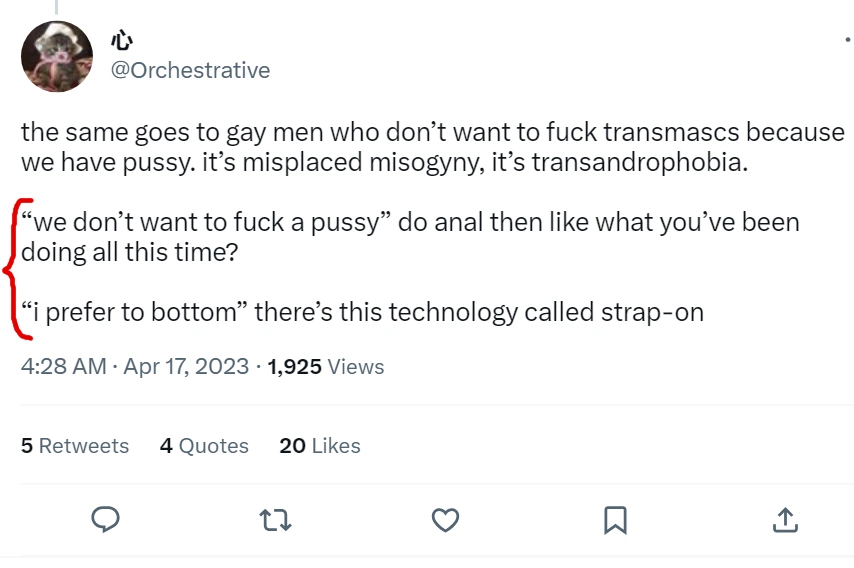 心
@Orchestrative
the same goes to gay men who don’t want to fuck transmascs because
we have pussy. it’s misplaced misogyny, it’s transandrophobia.
“we don’t want to fuck a pussy” do anal then like what you’ve been
doing all this time?
“i prefer to bottom” there’s this technology called strap-on
4:28 AM · Apr 17, 2023 · 1,925 Views
5 Retweets 4 Quotes 20 Likes